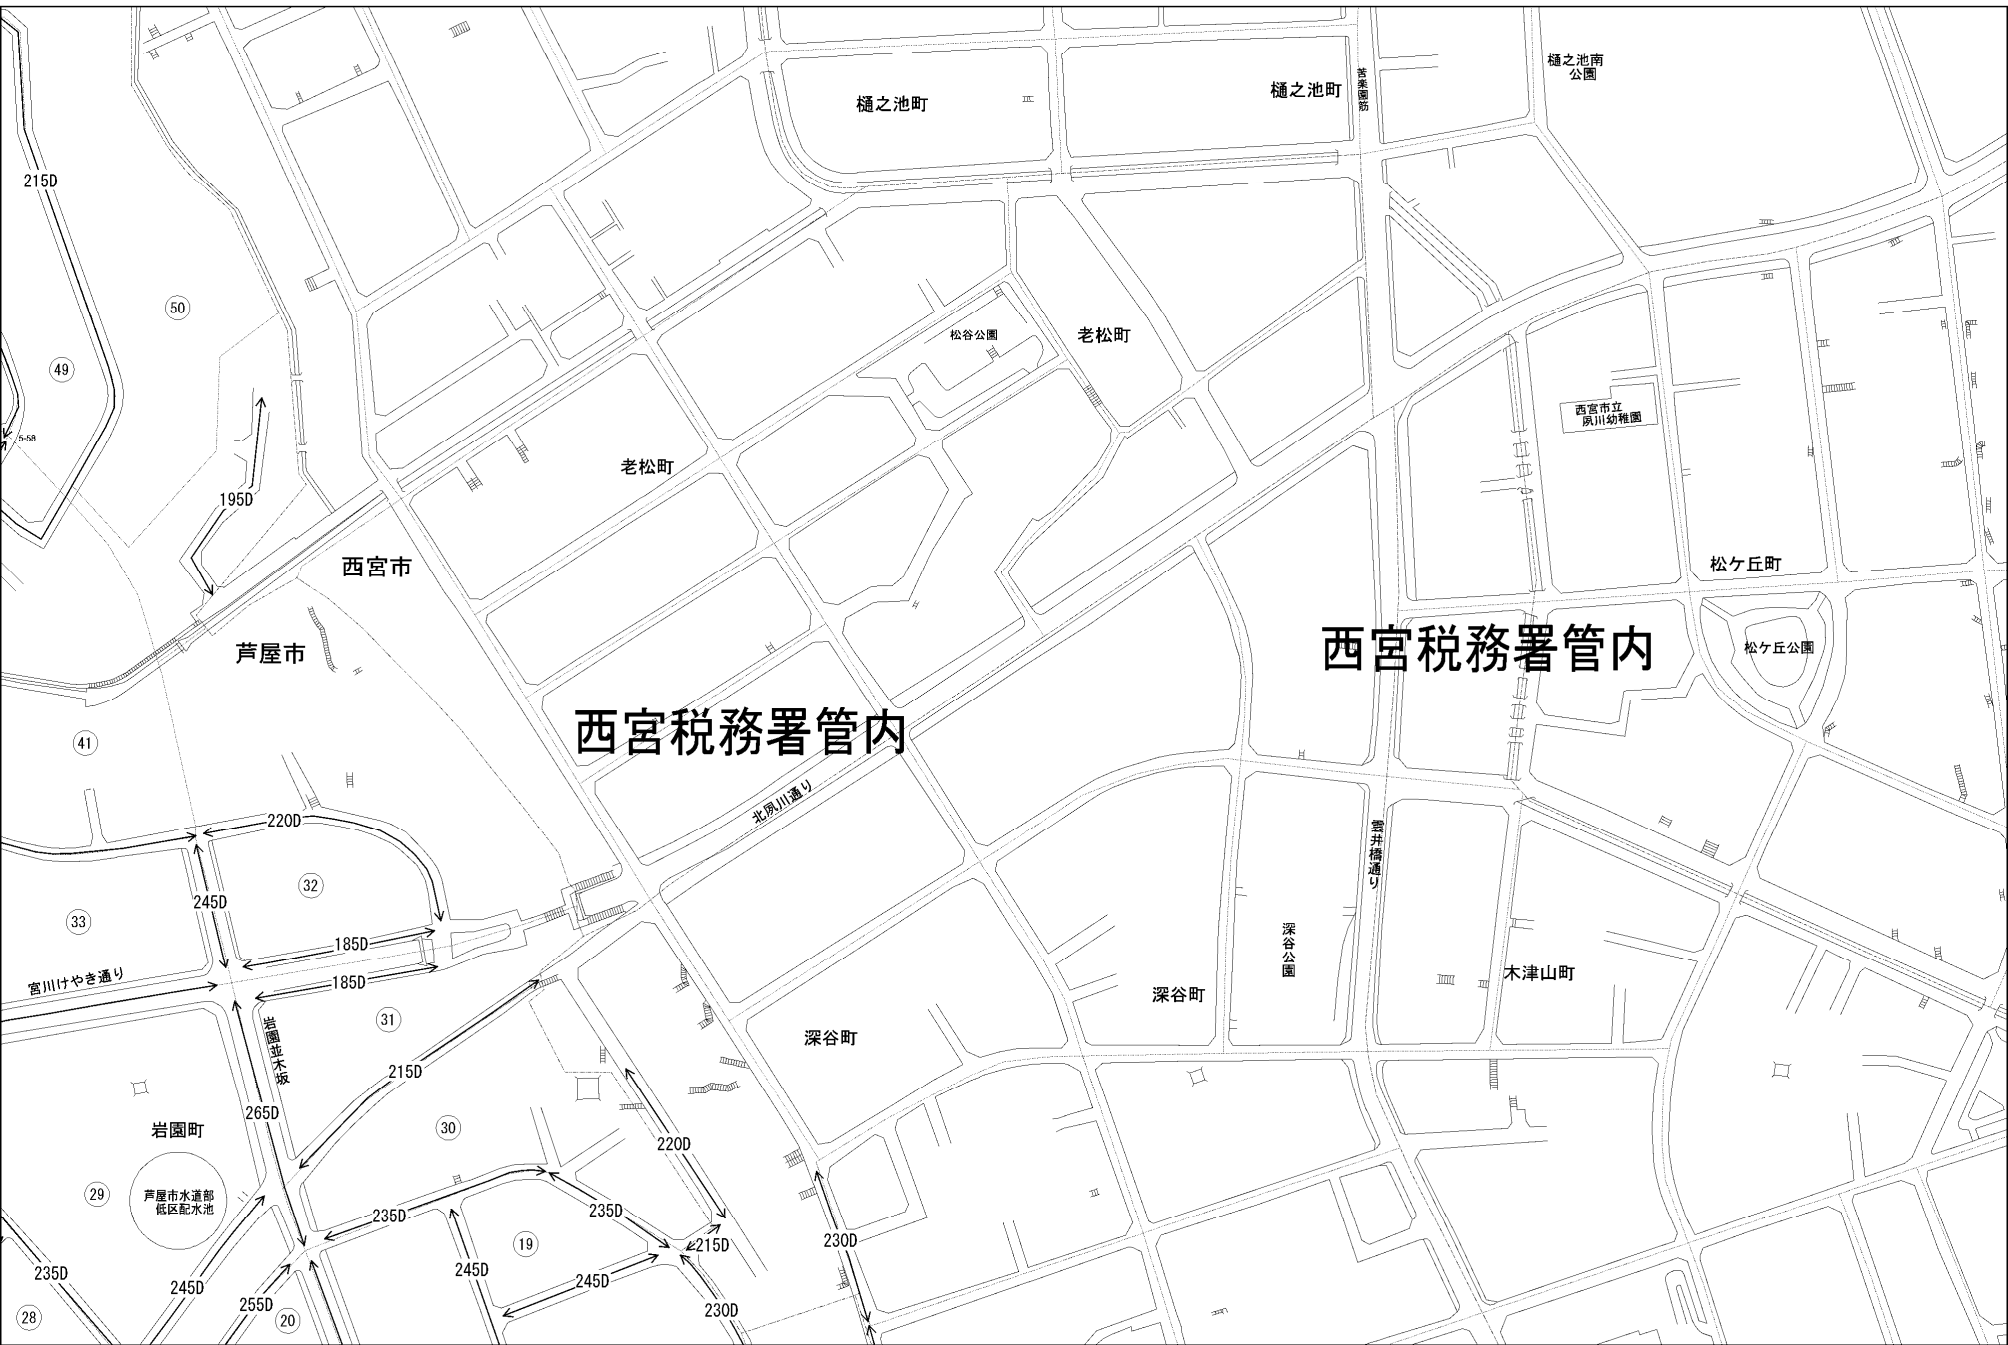 樋之池南
公園
樋之池町
樋之池町
苦楽園筋
215D
50
49
5-58
松谷公園
老松町
西宮市立
夙川幼稚園
老松町
195D
西宮市
松ケ丘町
芦屋市
西宮税務署管内
松ケ丘公園
西宮税務署管内
41
北夙川通り
220D
雲井橋通り
32
245D
33
185D
深谷公園
宮川けやき通り
185D
木津山町
深谷町
31
岩園並木坂
深谷町
215D
265D
岩園町
30
220D
29
芦屋市水道部
低区配水池
235D
235D
19
215D
230D
235D
245D
245D
245D
255D
230D
28
20